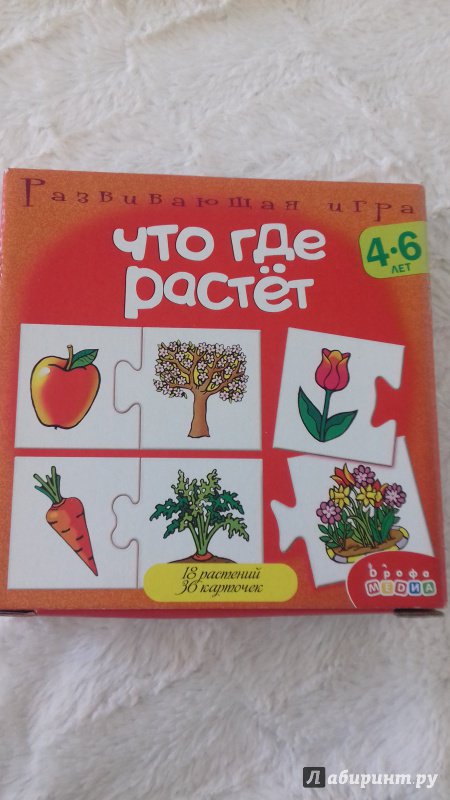 Развивающая игра
что где
растёт
4•6
лет
18 растений
36 карточек
Дрофа
МЕДИА
Лабиринт.ру